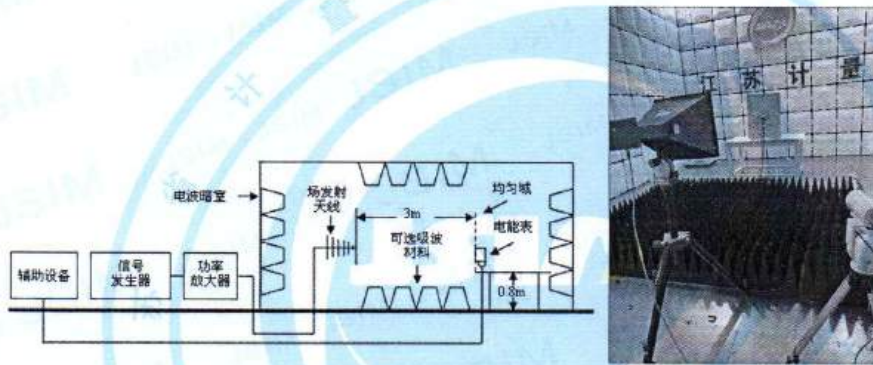 计
量
江 苏 计 量
电波暗室
场发射
天线
均匀域
3m
电能表
可选吸波
材料
辅助设备
信号
发生器
功率
放大器
0.8m